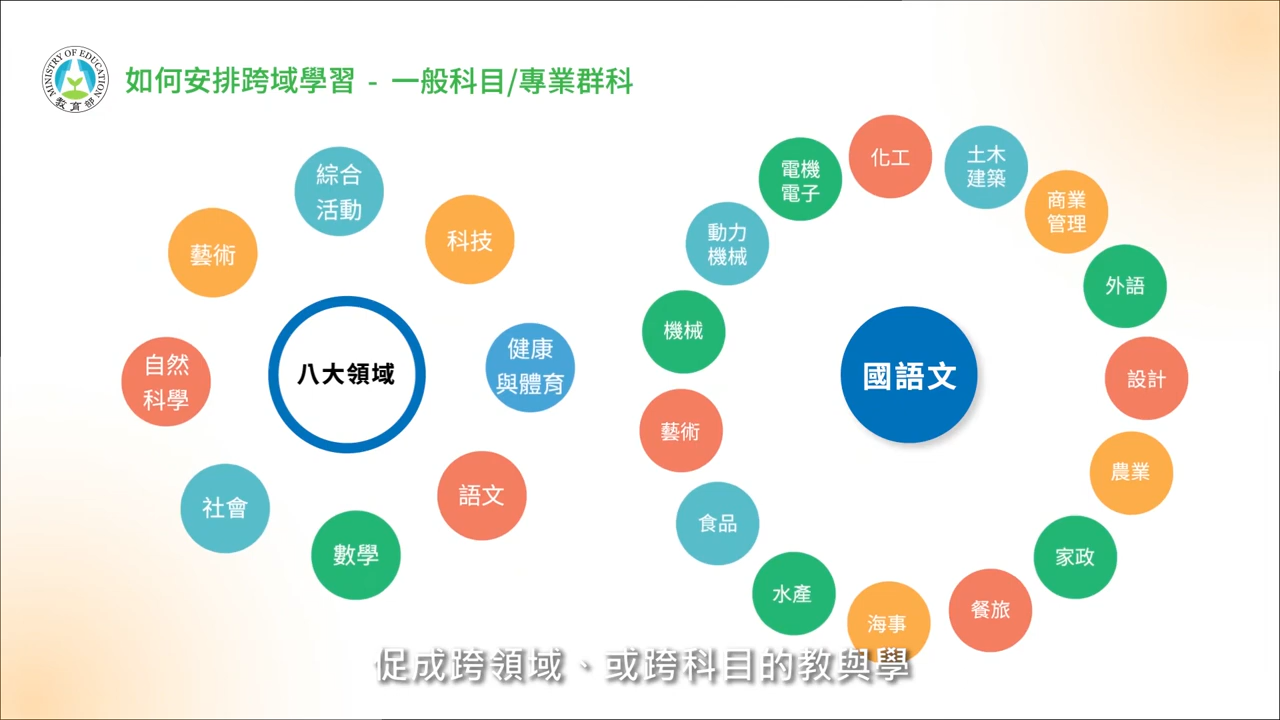 MINISTRY OF EDUCATION
教育部
如何安排跨域學習 - 一般科目/專業群科
綜合
活動
科技
健康
與體育
語文
數學
社會
自然
科學
藝術
八大領域
化工
土木
建築
商業
管理
外語
設計
農業
家政
餐旅
海事
水產
食品
藝術
機械
動力
機械
電機
電子
國語文
促成跨領域、或跨科目的教與學